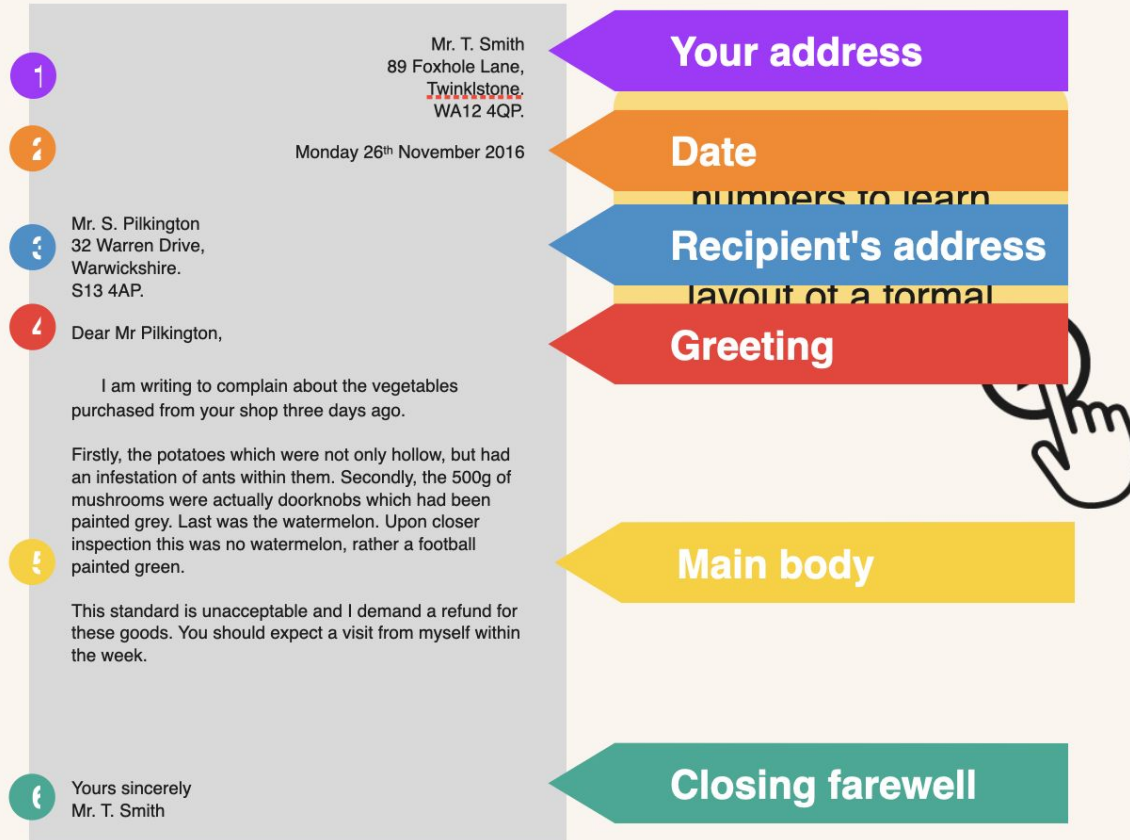 Mr. T. Smith
89 Foxhole Lane,
Twinklstone.
WA12 4QP.
Your address
1
Monday 26th November 2016
Date
2
numbers to learn
Mr. S. Pilkington
32 Warren Drive,
Warwickshire.
S13 4AP.
Recipient's address
3
layout of a formal
Dear Mr Pilkington,
Greeting
4
I am writing to complain about the vegetables
purchased from your shop three days ago.
Firstly, the potatoes which were not only hollow, but had
an infestation of ants within them. Secondly, the 500g of
mushrooms were actually doorknobs which had been
painted grey. Last was the watermelon. Upon closer
inspection this was no watermelon, rather a football
painted green.
Main body
5
This standard is unacceptable and I demand a refund for
these goods. You should expect a visit from myself within
the week.
Yours sincerely
Mr. T. Smith
Closing farewell
6